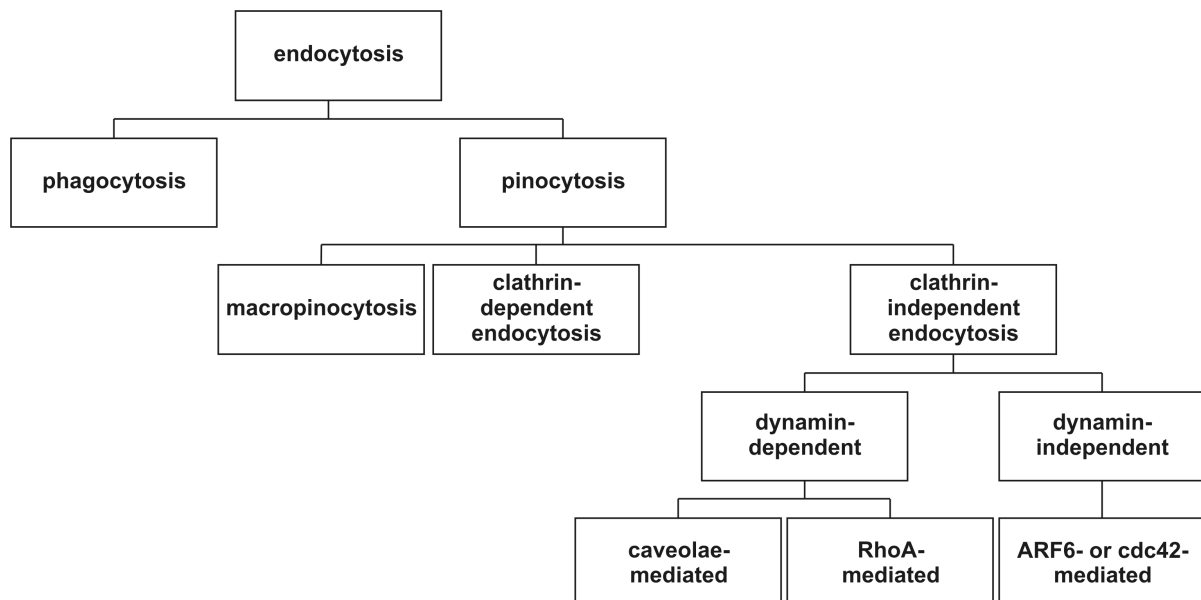 endocytosis
phagocytosis
pinocytosis
macropinocytosis
clathrin-
dependent
endocytosis
clathrin-
independent
endocytosis
dynamin-
dependent
dynamin-
independent
caveolae-
mediated
RhoA-
mediated
ARF6- or cdc42-
mediated